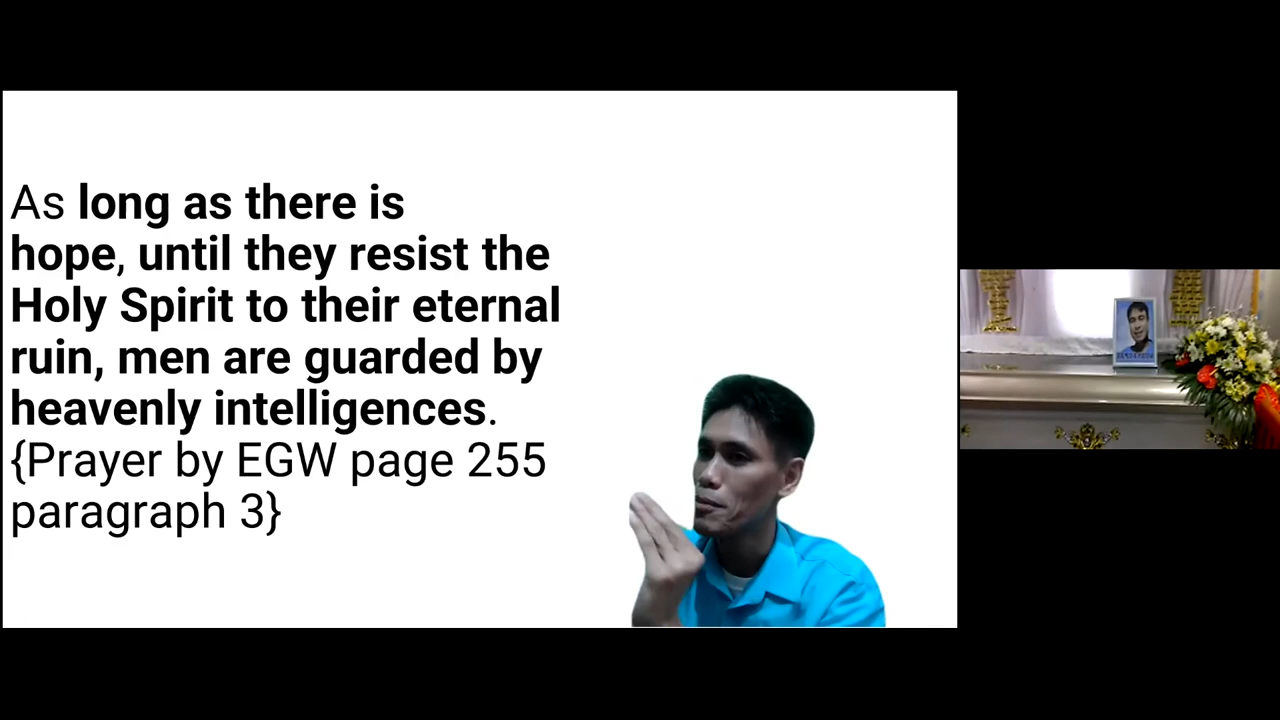 As long as there is
hope, until they resist the
Holy Spirit to their eternal
ruin, men are guarded by
heavenly intelligences.
{Prayer by EGW page 255
paragraph 3}